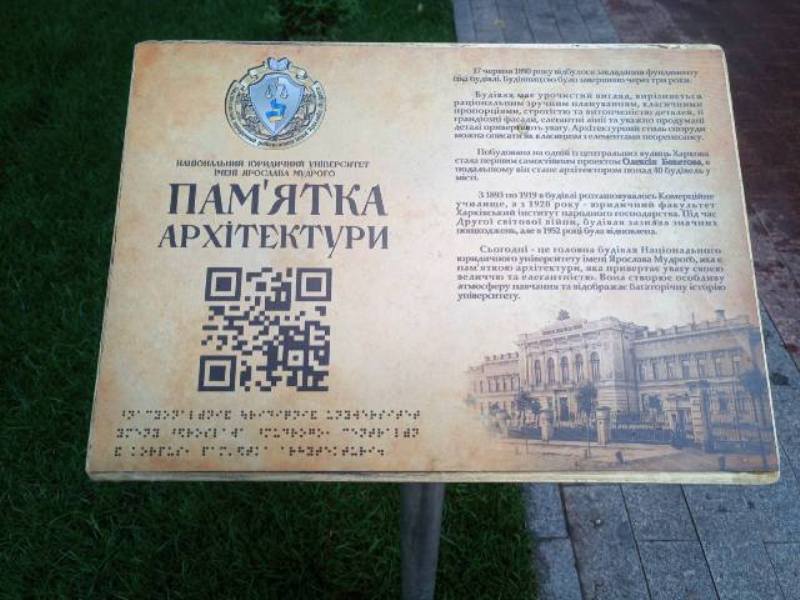 НАЦІОНАЛЬНИЙ ЮРИДИЧНИЙ УНІВЕРСИТЕТ
ІМЕНІ ЯРОСЛАВА МУДРОГО
ПАМ'ЯТКА
АРХІТЕКТУРИ
17 червня 1890 року відбулося закладання фундаменту
цієї будівлі. Будівництво було завершено через три роки.
Будівля має урочистий вигляд, вирізняється
раціональним зручним плануванням, класичними
пропорціями, строгістю та витонченістю деталей, її
грандіозні фасади, елегантні лінії та уважно продумані
деталі привертають увагу. Архітектурний стиль споруди
можна описати як класицизм з елементами неоренесансу.
Побудована на одній із центральних вулиць Харкова
стала першим самостійним проектом Олексія Бекетова, в
подальшому він стане архітектором понад 40 будівель у
місті.
З 1893 по 1919 в будівлі розташовувалось Комерційне
училище, а з 1928 року - юридичний факультет
Харківський інститут народного господарства. Під час
Другої світової війни, будівля зазнала значних
пошкоджень, але в 1952 році була відновлена.
Сьогодні - це головна будівля Національного
юридичного університету імені Ярослава Мудрого, яка є
пам'яткою архітектури, яка привертає увагу своєю
величчю та елегантністю. Вона створює особливу
атмосферу навчання та відображає багаторічну історію
університету.